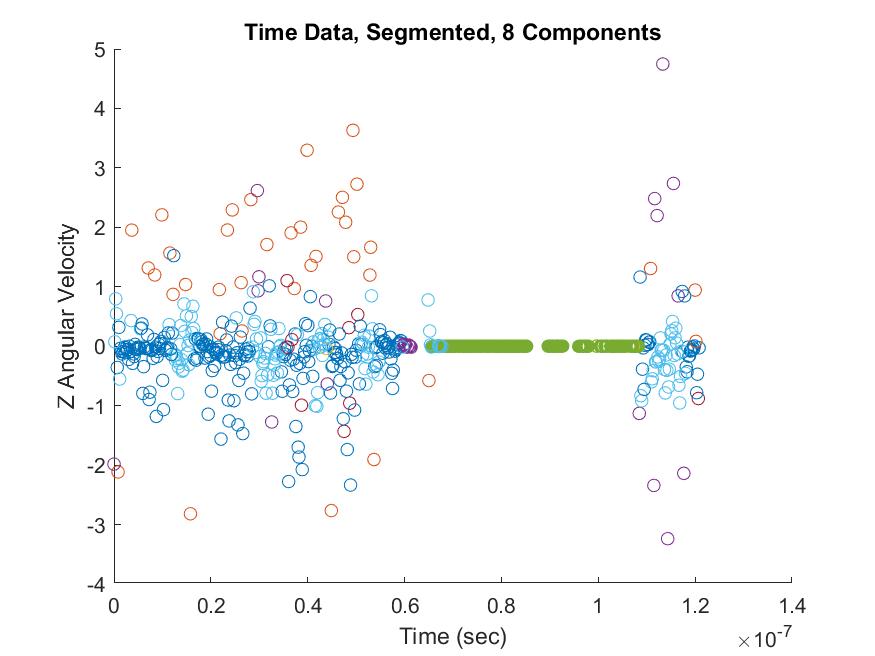 Time Data, Segmented, 8 Components
5
4
3
2
1
0
-1
-2
-3
-4
Z Angular Velocity
0 0.2 0.4 0.6 0.8 1 1.2 1.4
Time (sec)
×10-7